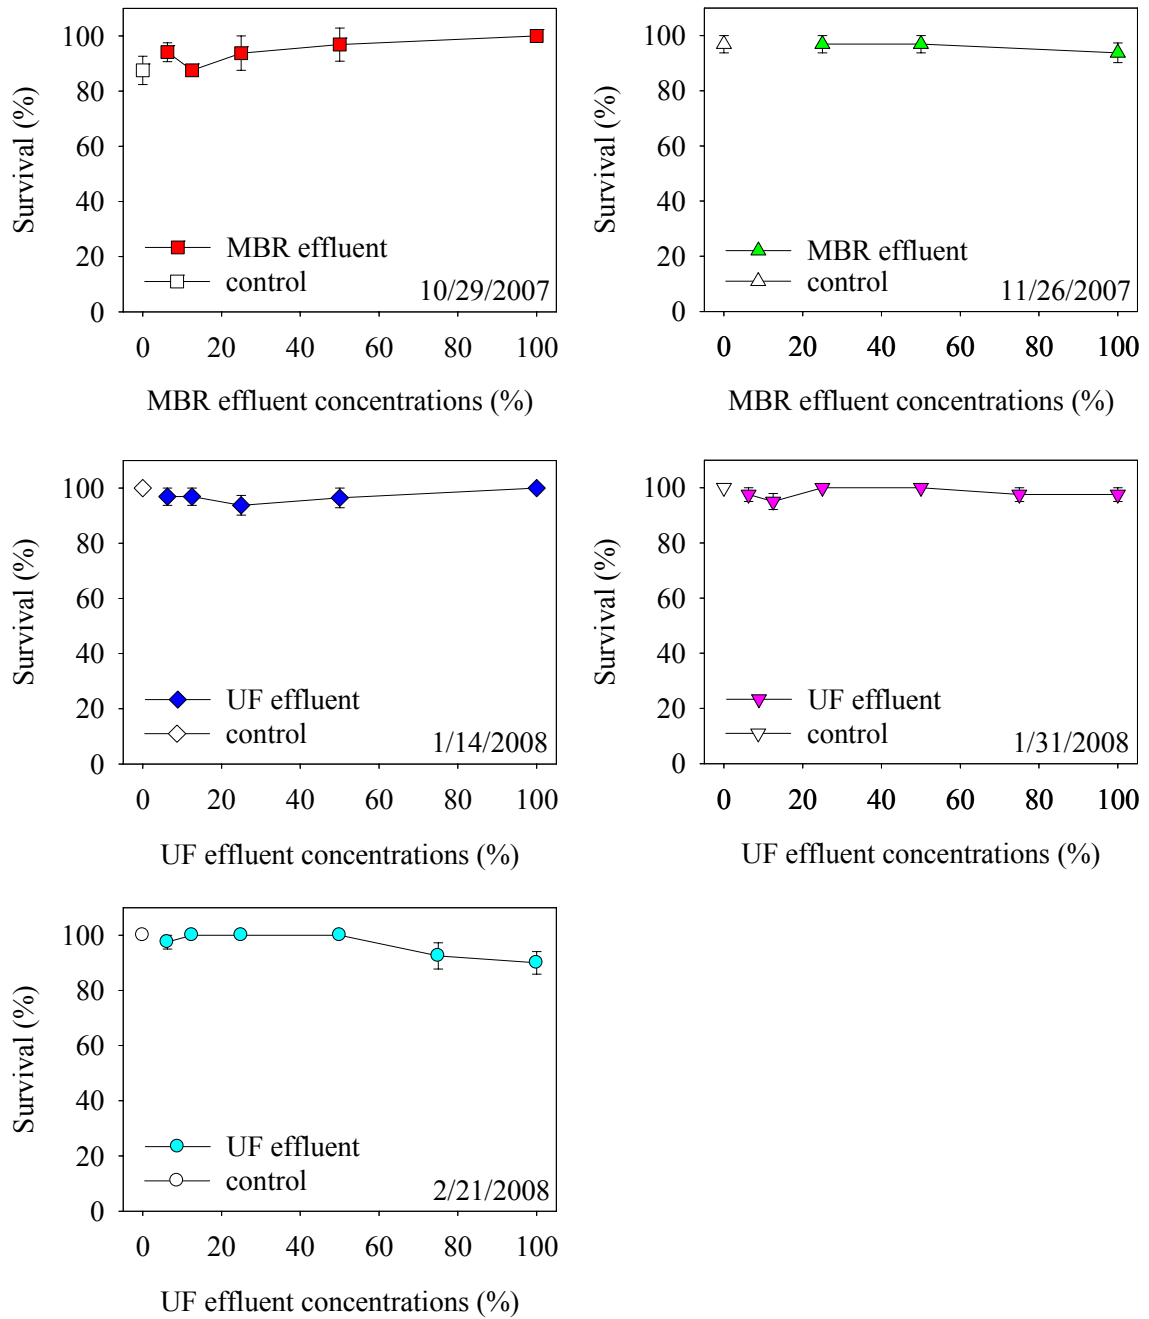 Survival (%)
100
80
60
40
20
0
MBR effluent
control
10/29/2007
0 20 40 60 80 100
MBR effluent concentrations (%)
Survival (%)
100
80
60
40
20
0
MBR effluent
control
11/26/2007
0 20 40 60 80 100
MBR effluent concentrations (%)
Survival (%)
100
80
60
40
20
0
UF effluent
control
1/14/2008
0 20 40 60 80 100
UF effluent concentrations (%)
Survival (%)
100
80
60
40
20
0
UF effluent
control
1/31/2008
0 20 40 60 80 100
UF effluent concentrations (%)
Survival (%)
100
80
60
40
20
0
UF effluent
control
2/21/2008
0 20 40 60 80 100
UF effluent concentrations (%)